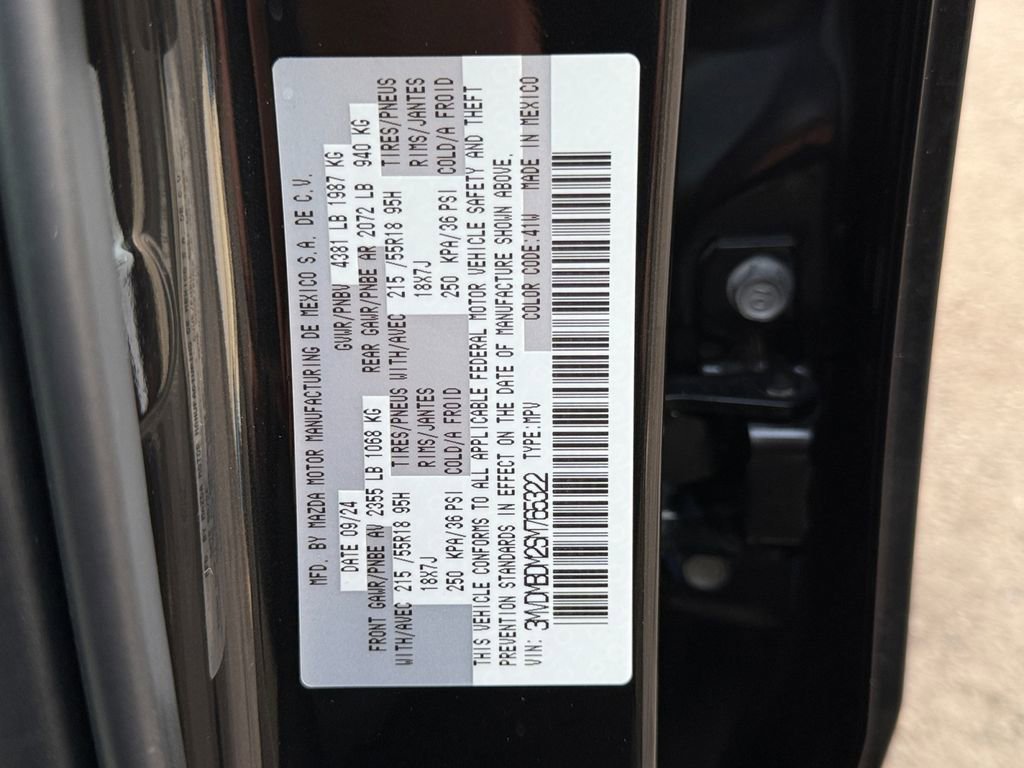 MFD. BY MAZDA MOTOR MANUFACTURING DE MEXICO S.A. DE C.V.
DATE 09/24 GVWR/PNBV 4381 LB 1987 KG
FRONT GAWR/PNBE AV 2355 LB 1068 KG REAR GAWR/PNBE AR 2072 LB 940 KG
WITH/AVEC 215 /55R18 95H TIRES/PNEUS WITH/AVEC 215 /55R18 95H TIRES/PNEUS
18X7J RIMS/JANTES 18X7J RIMS/JANTES
250 KPA/36 PSI COLD/A FROID 250 KPA/36 PSI COLD/A FROID
THIS VEHICLE CONFORMS TO ALL APPLICABLE FEDERAL MOTOR VEHICLE SAFETY AND THEFT
PREVENTION STANDARDS IN EFFECT ON THE DATE OF MANUFACTURE SHOWN ABOVE.
VIN: 3MVDMBDM2SM765322 TYPE:MPV COLOR CODE:41W MADE IN MEXICO